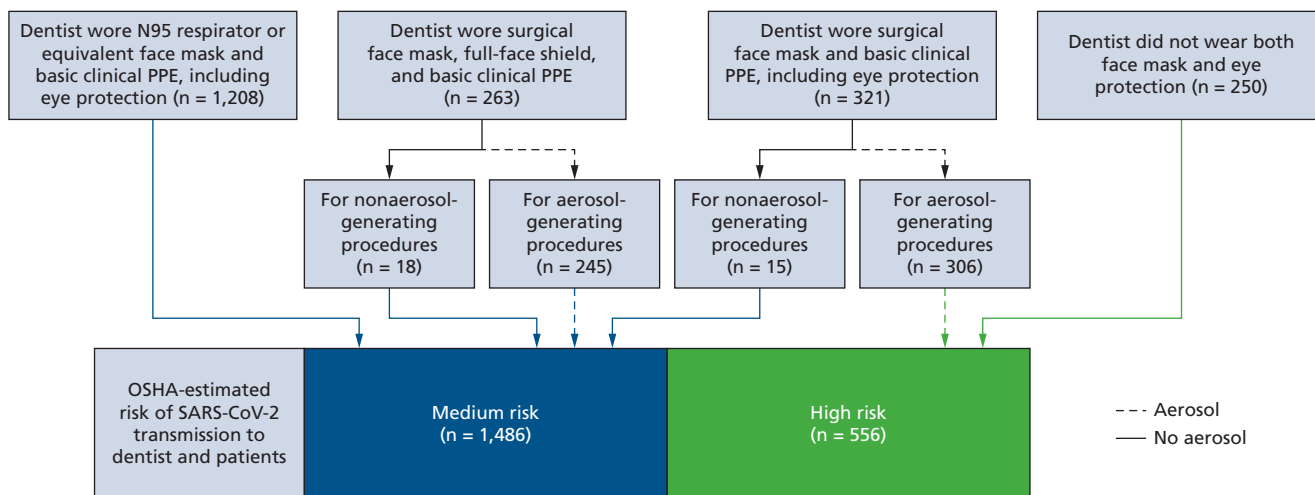 Dentist wore N95 respirator or
equivalent face mask and
basic clinical PPE, including
eye protection (n = 1,208)
Dentist wore surgical
face mask, full-face shield,
and basic clinical PPE
(n = 263)
Dentist wore surgical
face mask and basic clinical
PPE, including eye protection
(n = 321)
Dentist did not wear both
face mask and eye
protection (n = 250)
For nonaerosol-
generating
procedures
(n = 18)
For aerosol-
generating
procedures
(n = 245)
For nonaerosol-
generating
procedures
(n = 15)
For aerosol-
generating
procedures
(n = 306)
OSHA-estimated
risk of SARS-CoV-2
transmission to
dentist and patients
Medium risk
(n = 1,486)
High risk
(n = 556)
Aerosol
No aerosol